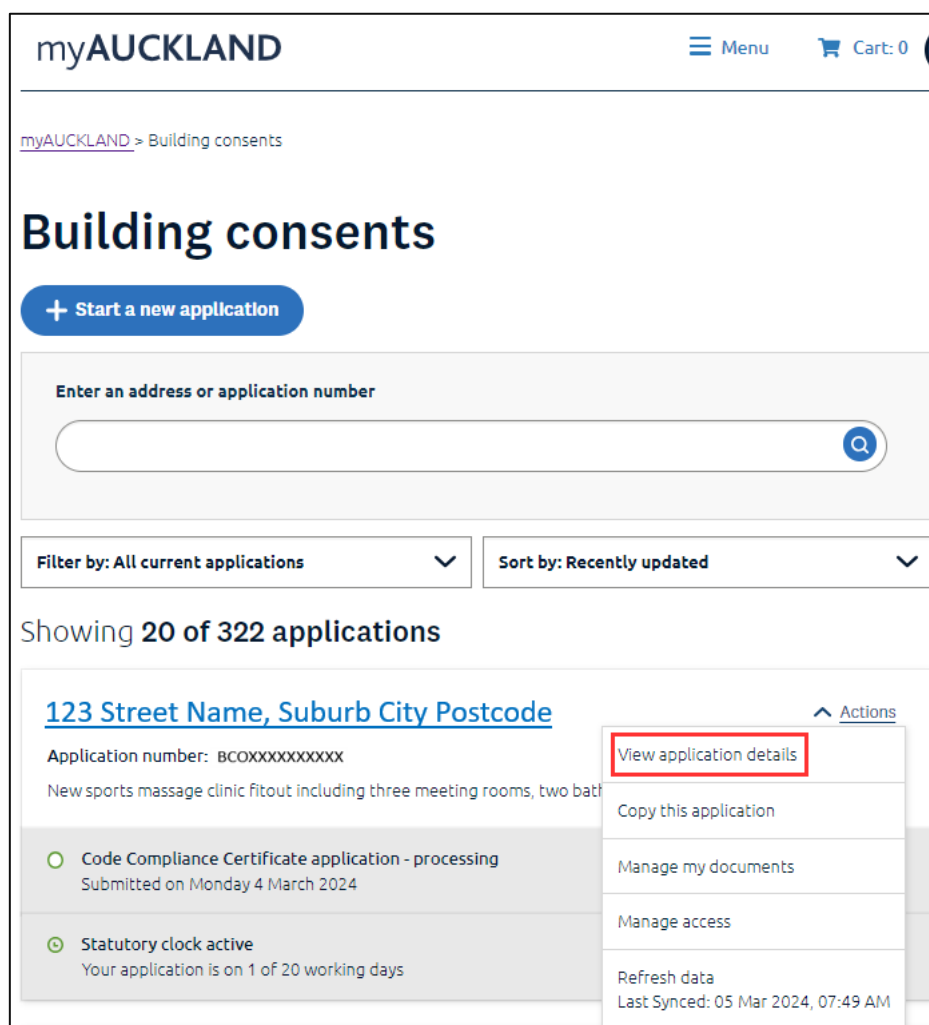 myAUCKLAND
Menu
Cart: 0
myAUCKLAND > Building consents
Building consents
+ Start a new application
Enter an address or application number
Filter by: All current applications
Sort by: Recently updated
Showing 20 of 322 applications
123 Street Name, Suburb City Postcode
Actions
Application number: BCOXXXXXXXXXX
New sports massage clinic fitout including three meeting rooms, two bat
View application details
Copy this application
Manage my documents
Manage access
Refresh data
Last Synced: 05 Mar 2024, 07:49 AM
Code Compliance Certificate application - processing
Submitted on Monday 4 March 2024
Statutory clock active
Your application is on 1 of 20 working days